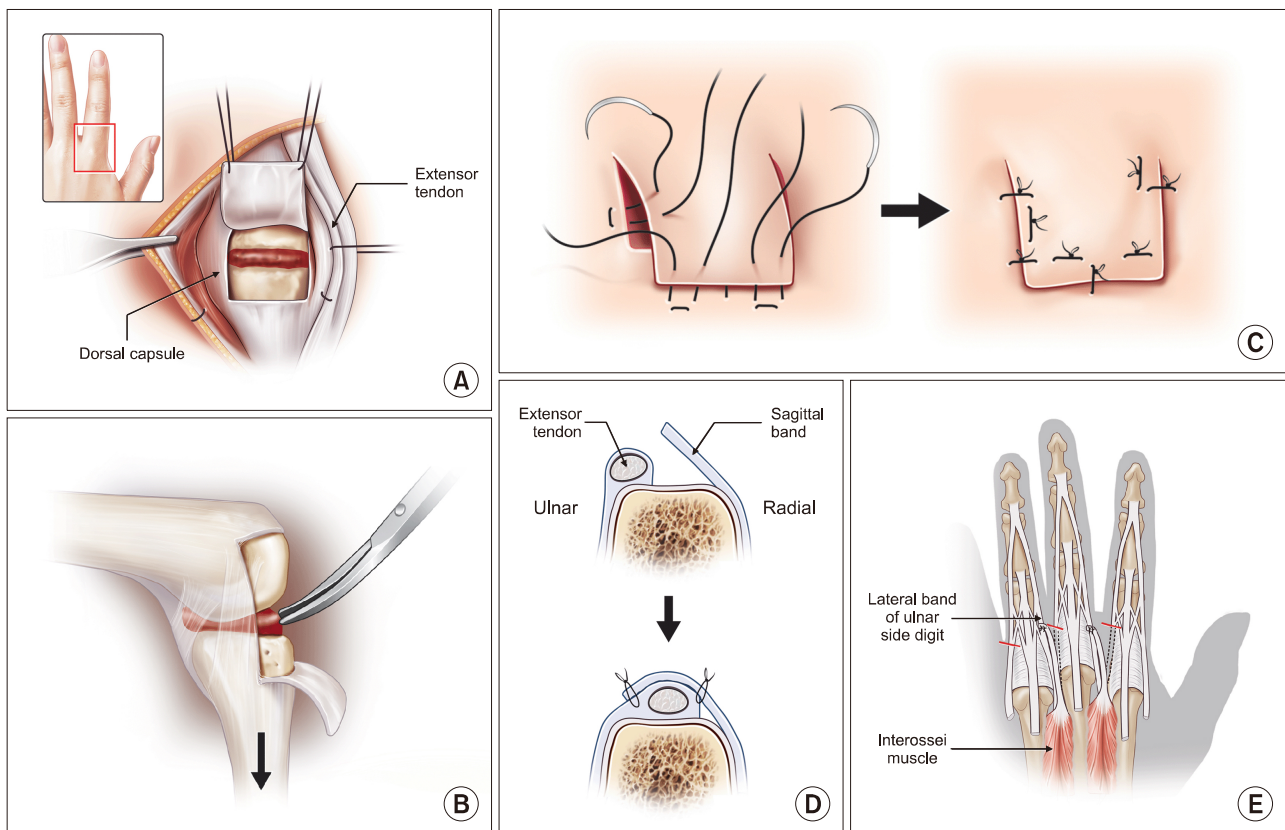 Extensor
tendon
Dorsal capsule
A
B
C
Extensor
tendon
Sagittal
band
Ulnar
Radial
D
Lateral band
of ulnar
side digit
Interossei
muscle
E